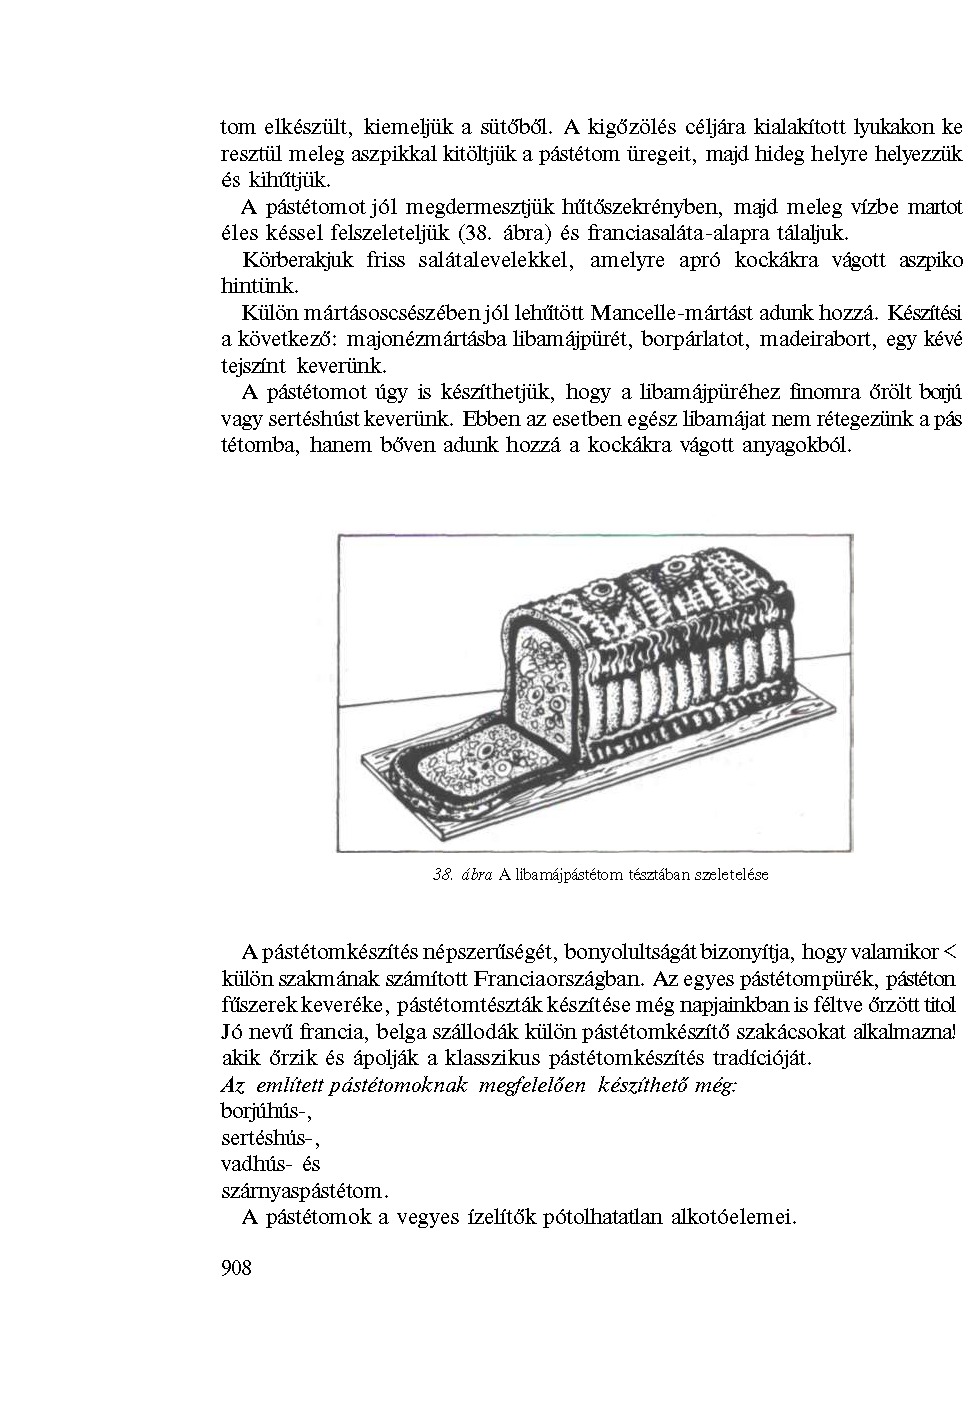 tom elkészült, kiemeljük a sütőből. A kigőzölés céljára kialakított lyukakon ke
resztül meleg aszpikkal kitöltjük a pástétom üregeit, majd hideg helyre helyezzük
és kihűtjük.
A pástétomot jól megdermesztjük hűtőszekrényben, majd meleg vízbe martot
éles késsel felszeleteljük (38. ábra) és franciasaláta-alapra tálaljuk.
Körberakjuk friss salátalevelekkel, amelyre apró kockákra vágott aszpiko
hintünk.
Külön mártásoscsészében jól lehűtött Mancelle-mártást adunk hozzá. Készítési
a következő: majonézmártásba libamájpürét, borpárlatot, madeirabort, egy kévé
tejszínt keverünk.
A pástétomot úgy is készíthetjük, hogy a libamájpüréhez finomra őrölt borjú
vagy sertéshúst keverünk. Ebben az esetben egész libamájat nem rétegezünk a pás
tétomba, hanem bőven adunk hozzá a kockákra vágott anyagokból.
38. ábra A libamájpástétom tésztában szeletelése
A pástétomkészítés népszerűségét, bonyolultságát bizonyítja, hogy valamikor <
külön szakmának számított Franciaországban. Az egyes pástétompürék, pástéton
fűszerek keveréke, pástétomtészták készítése még napjainkban is féltve őrzött titol
Jó nevű francia, belga szállodák külön pástétomkészítő szakácsokat alkalmazna!
akik őrzik és ápolják a klasszikus pástétomkészítés tradícióját.
Az említett pástétomoknak megfelelően készíthető még:
borjúhús-,
sertéshús-,
vadhús- és
szárnyaspástétom.
A pástétomok a vegyes ízelítők pótolhatatlan alkotóelemei.
908